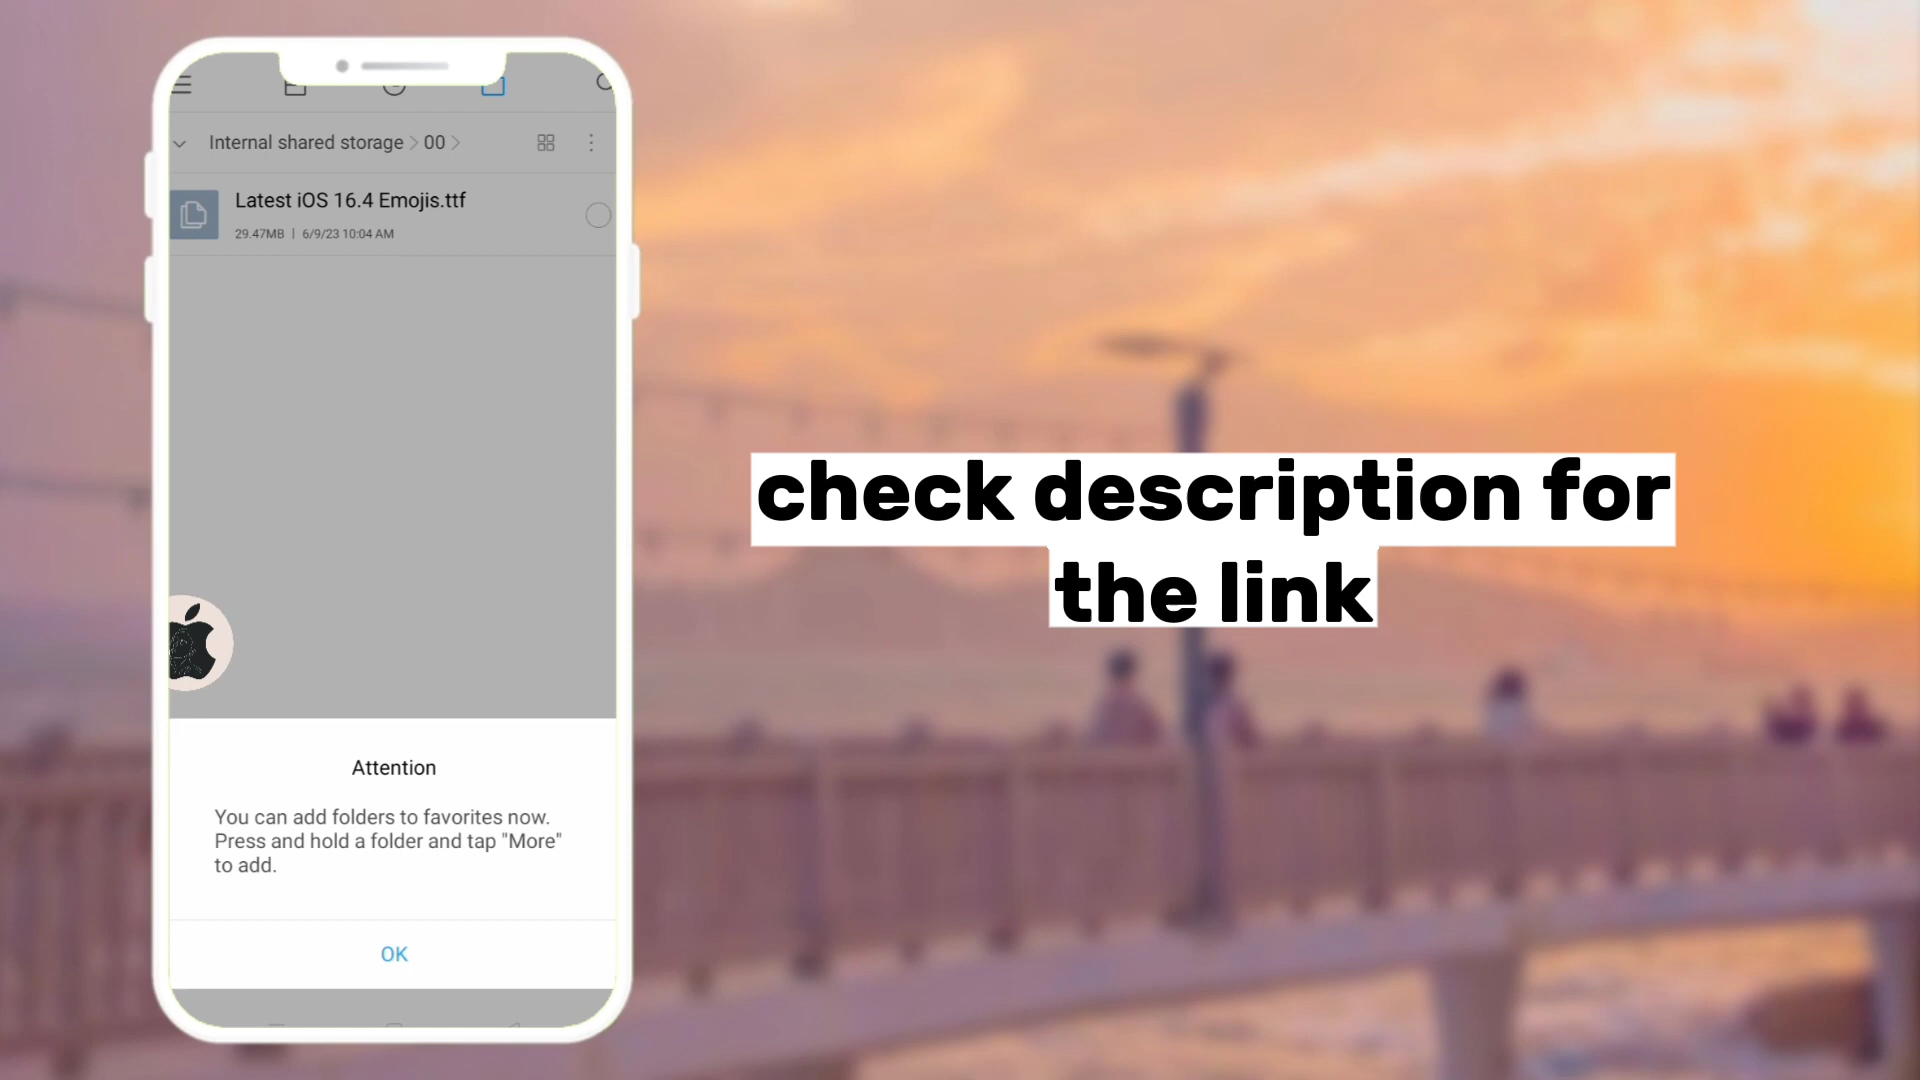 Internal shared storage > 00 >
Latest iOS 16.4 Emojis.ttf
29.47MB | 6/9/23 10:04 AM
Attention
You can add folders to favorites now.
Press and hold a folder and tap "More"
to add.
OK
check description for
the link